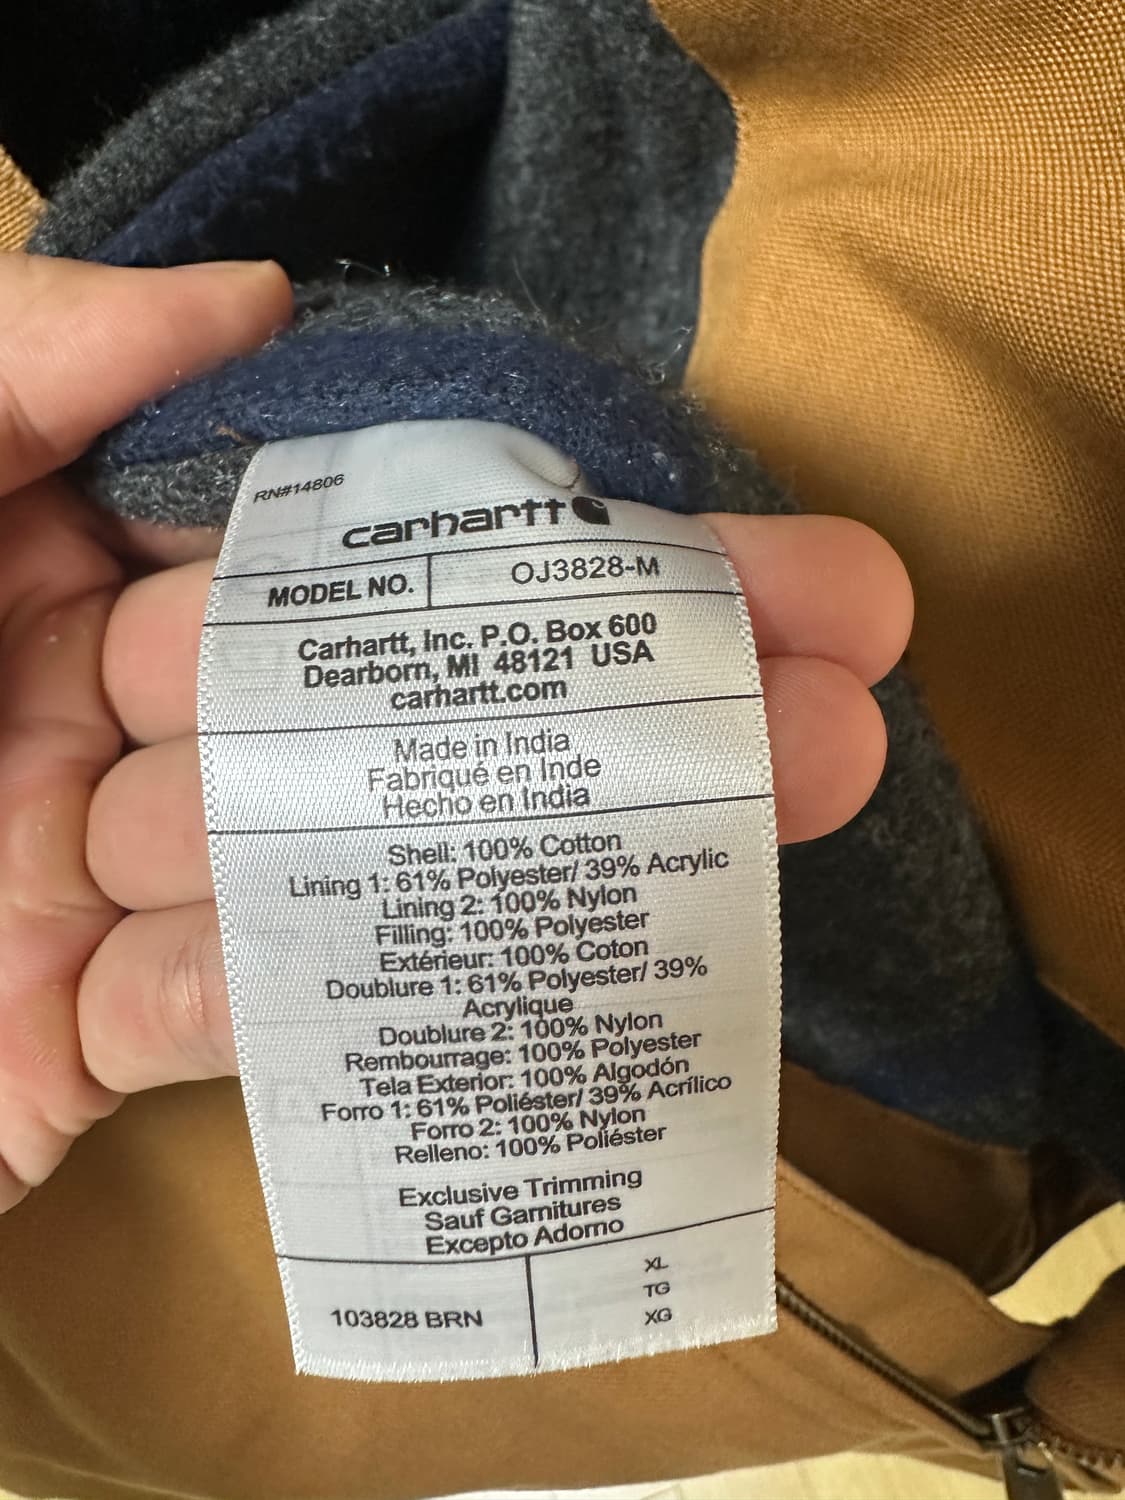 RN#14806
carhartt
MODEL NO. OJ3828-M
Carhartt, Inc. P.O. Box 600
Dearborn, MI 48121 USA
carhartt.com
Made in India
Fabriqué en Inde
Hecho en India
Shell: 100% Cotton
Lining 1: 61% Polyester/ 39% Acrylic
Lining 2: 100% Nylon
Filling: 100% Polyester
Extérieur: 100% Coton
Doublure 1: 61% Polyester/ 39%
Acrylique
Doublure 2: 100% Nylon
Rembourrage: 100% Polyester
Tela Exterior: 100% Algodón
Forro 1: 61% Poliéster/ 39% Acrílico
Forro 2: 100% Nylon
Relleno: 100% Poliéster
Exclusive Trimming
Sauf Garnitures
Excepto Adorno
XL
TG
103828 BRN
XG